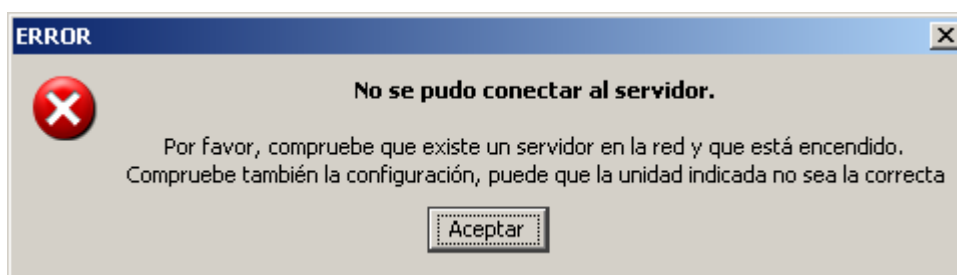 ERROR
No se pudo conectar al servidor.
Por favor, compruebe que existe un servidor en la red y que está encendido.
Compruebe también la configuración, puede que la unidad indicada no sea la correcta
Aceptar